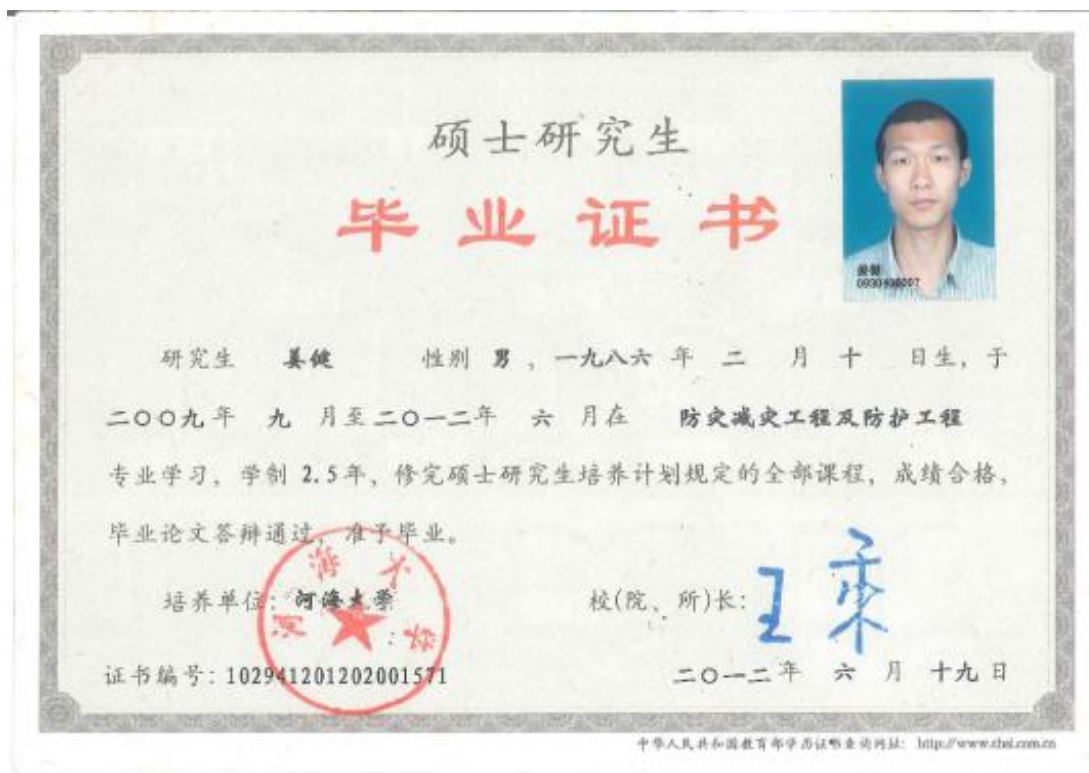 硕士研究生
毕业证书
姜健
0930400007
研究生 姜健 性别 男，一九八六 年 二 月 十 日生，于
二〇〇九年 九 月至二〇一二年 六 月在 防灾减灾工程及防护工程
专业学习，学制 2.5年，修完硕士研究生培养计划规定的全部课程，成绩合格，
毕业论文答辩通过，准予毕业。
河海大学
培养单位：河海大学 校(院、所)长：王乘
证书编号：102941201202001571 二〇一二年 六 月 十九日
中华人民共和国教育部学历证书查询网址：http://www.chsi.com.cn